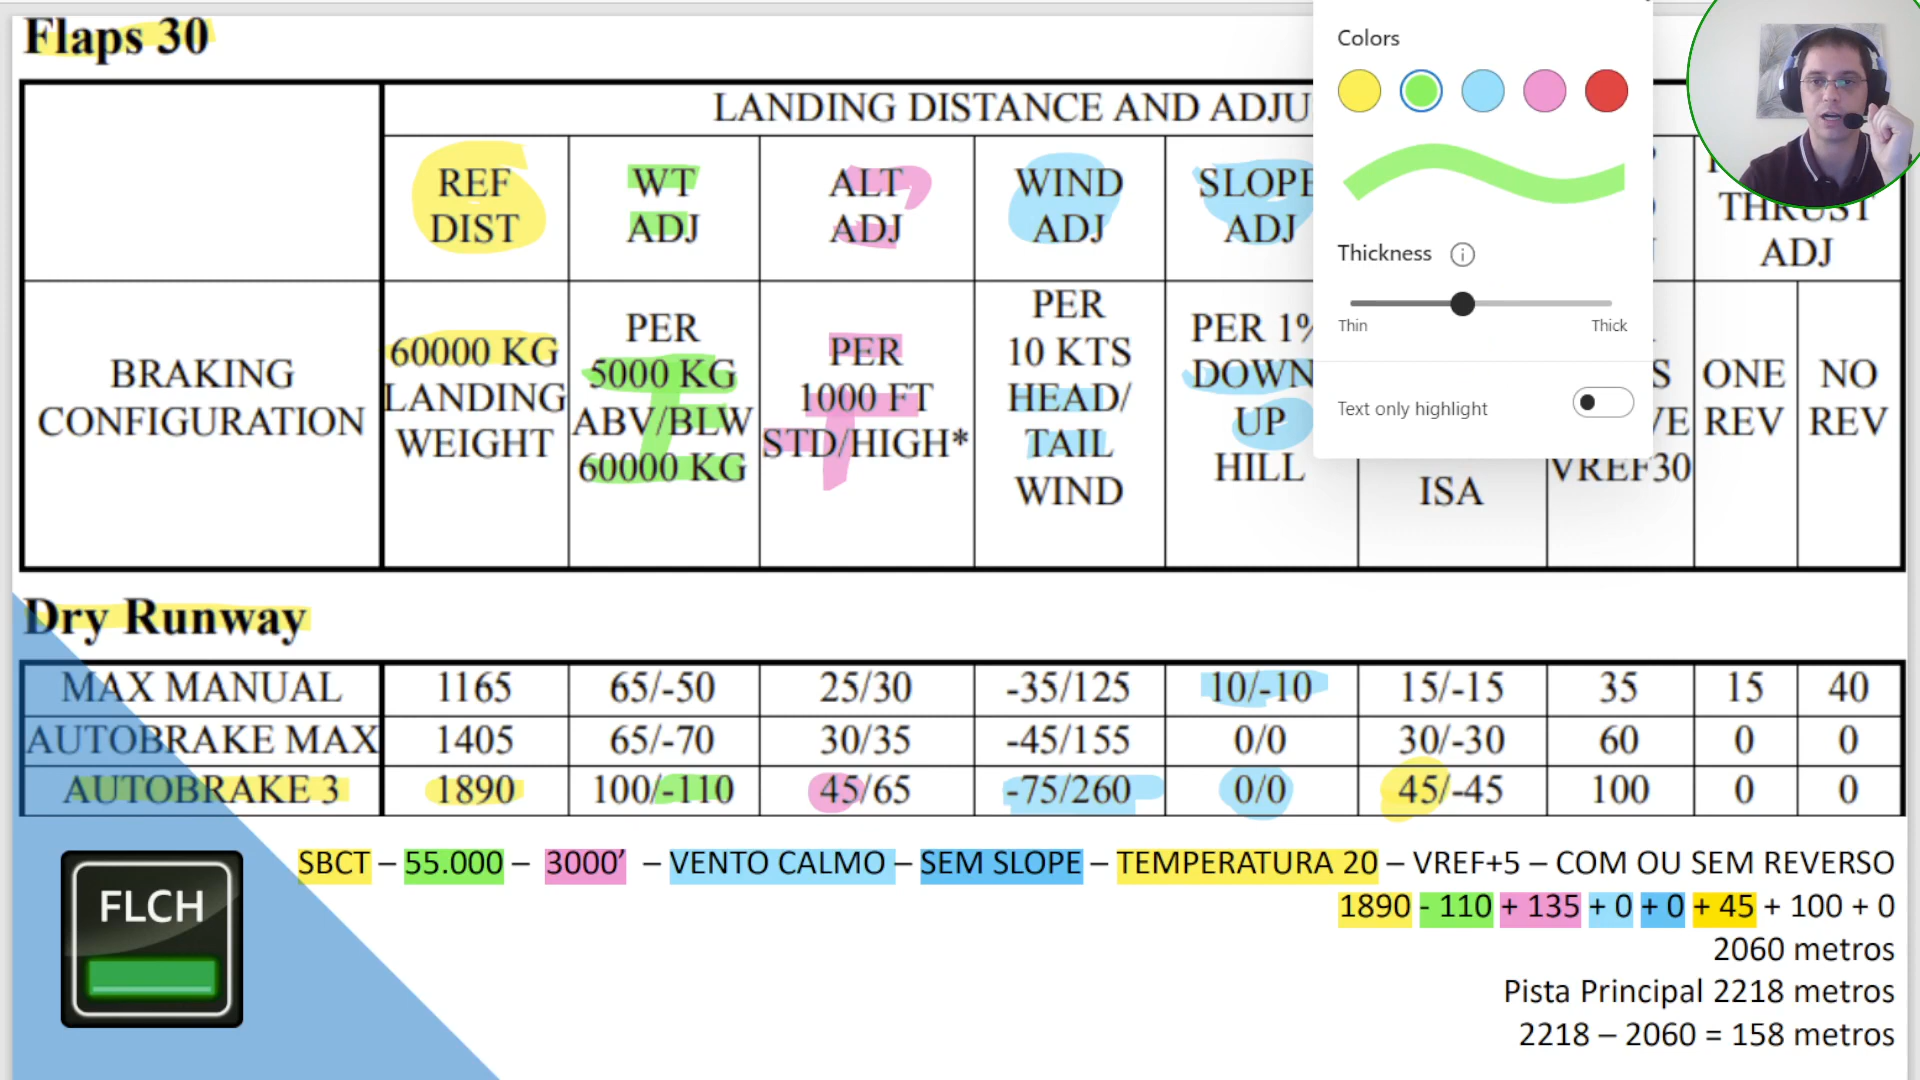 Flaps 30
LANDING DISTANCE AND ADJU
REF DIST
WT ADJ
ALT ADJ
WIND ADJ
SLOPE ADJ
THRUST ADJ
BRAKING CONFIGURATION
60000 KG LANDING WEIGHT
PER 5000 KG ABV/BLW 60000 KG
PER 1000 FT STD/HIGH*
PER 10 KTS HEAD/ TAIL WIND
PER 1% DOWN UP HILL
ISA
VREF30
ONE REV
NO REV
Colors
Thickness
Thin Thick
Text only highlight
Dry Runway
MAX MANUAL 1165 65/-50 25/30 -35/125 10/-10 15/-15 35 15 40
AUTOBRAKE MAX 1405 65/-70 30/35 -45/155 0/0 30/-30 60 0 0
AUTOBRAKE 3 1890 100/-110 45/65 -75/260 0/0 45/-45 100 0 0
SBCT – 55.000 – 3000’ – VENTO CALMO – SEM SLOPE – TEMPERATURA 20 – VREF+5 – COM OU SEM REVERSO
1890 - 110 + 135 + 0 + 0 + 45 + 100 + 0
2060 metros
Pista Principal 2218 metros
2218 – 2060 = 158 metros
FLCH